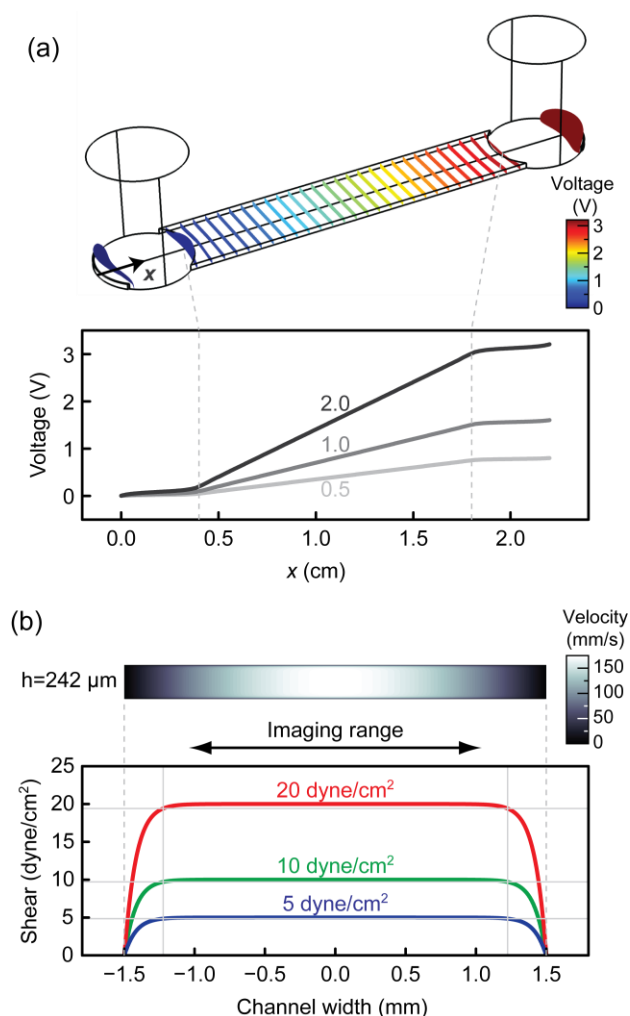 (a)
x
Voltage
(V)
3
2
1
0
Voltage (V)
3
2
1
0
2.0
1.0
0.5
0.0 0.5 1.0 1.5 2.0
x (cm)
(b)
Velocity
(mm/s)
150
100
50
0
h=242 μm
Imaging range
Shear (dyne/cm²)
25
20
15
10
5
0
20 dyne/cm²
10 dyne/cm²
5 dyne/cm²
−1.5 −1.0 −0.5 0.0 0.5 1.0 1.5
Channel width (mm)